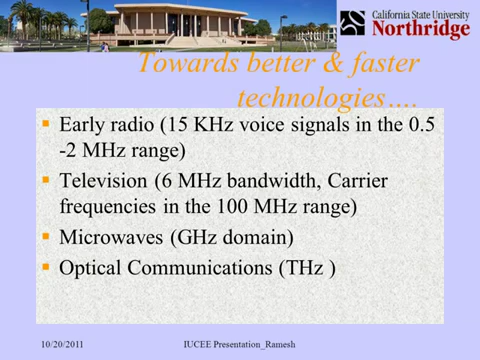 California State University
Northridge
Towards better & faster
technologies….
Early radio (15 KHz voice signals in the 0.5
-2 MHz range)
Television (6 MHz bandwidth, Carrier
frequencies in the 100 MHz range)
Microwaves (GHz domain)
Optical Communications (THz )
10/20/2011
IUCEE Presentation_Ramesh